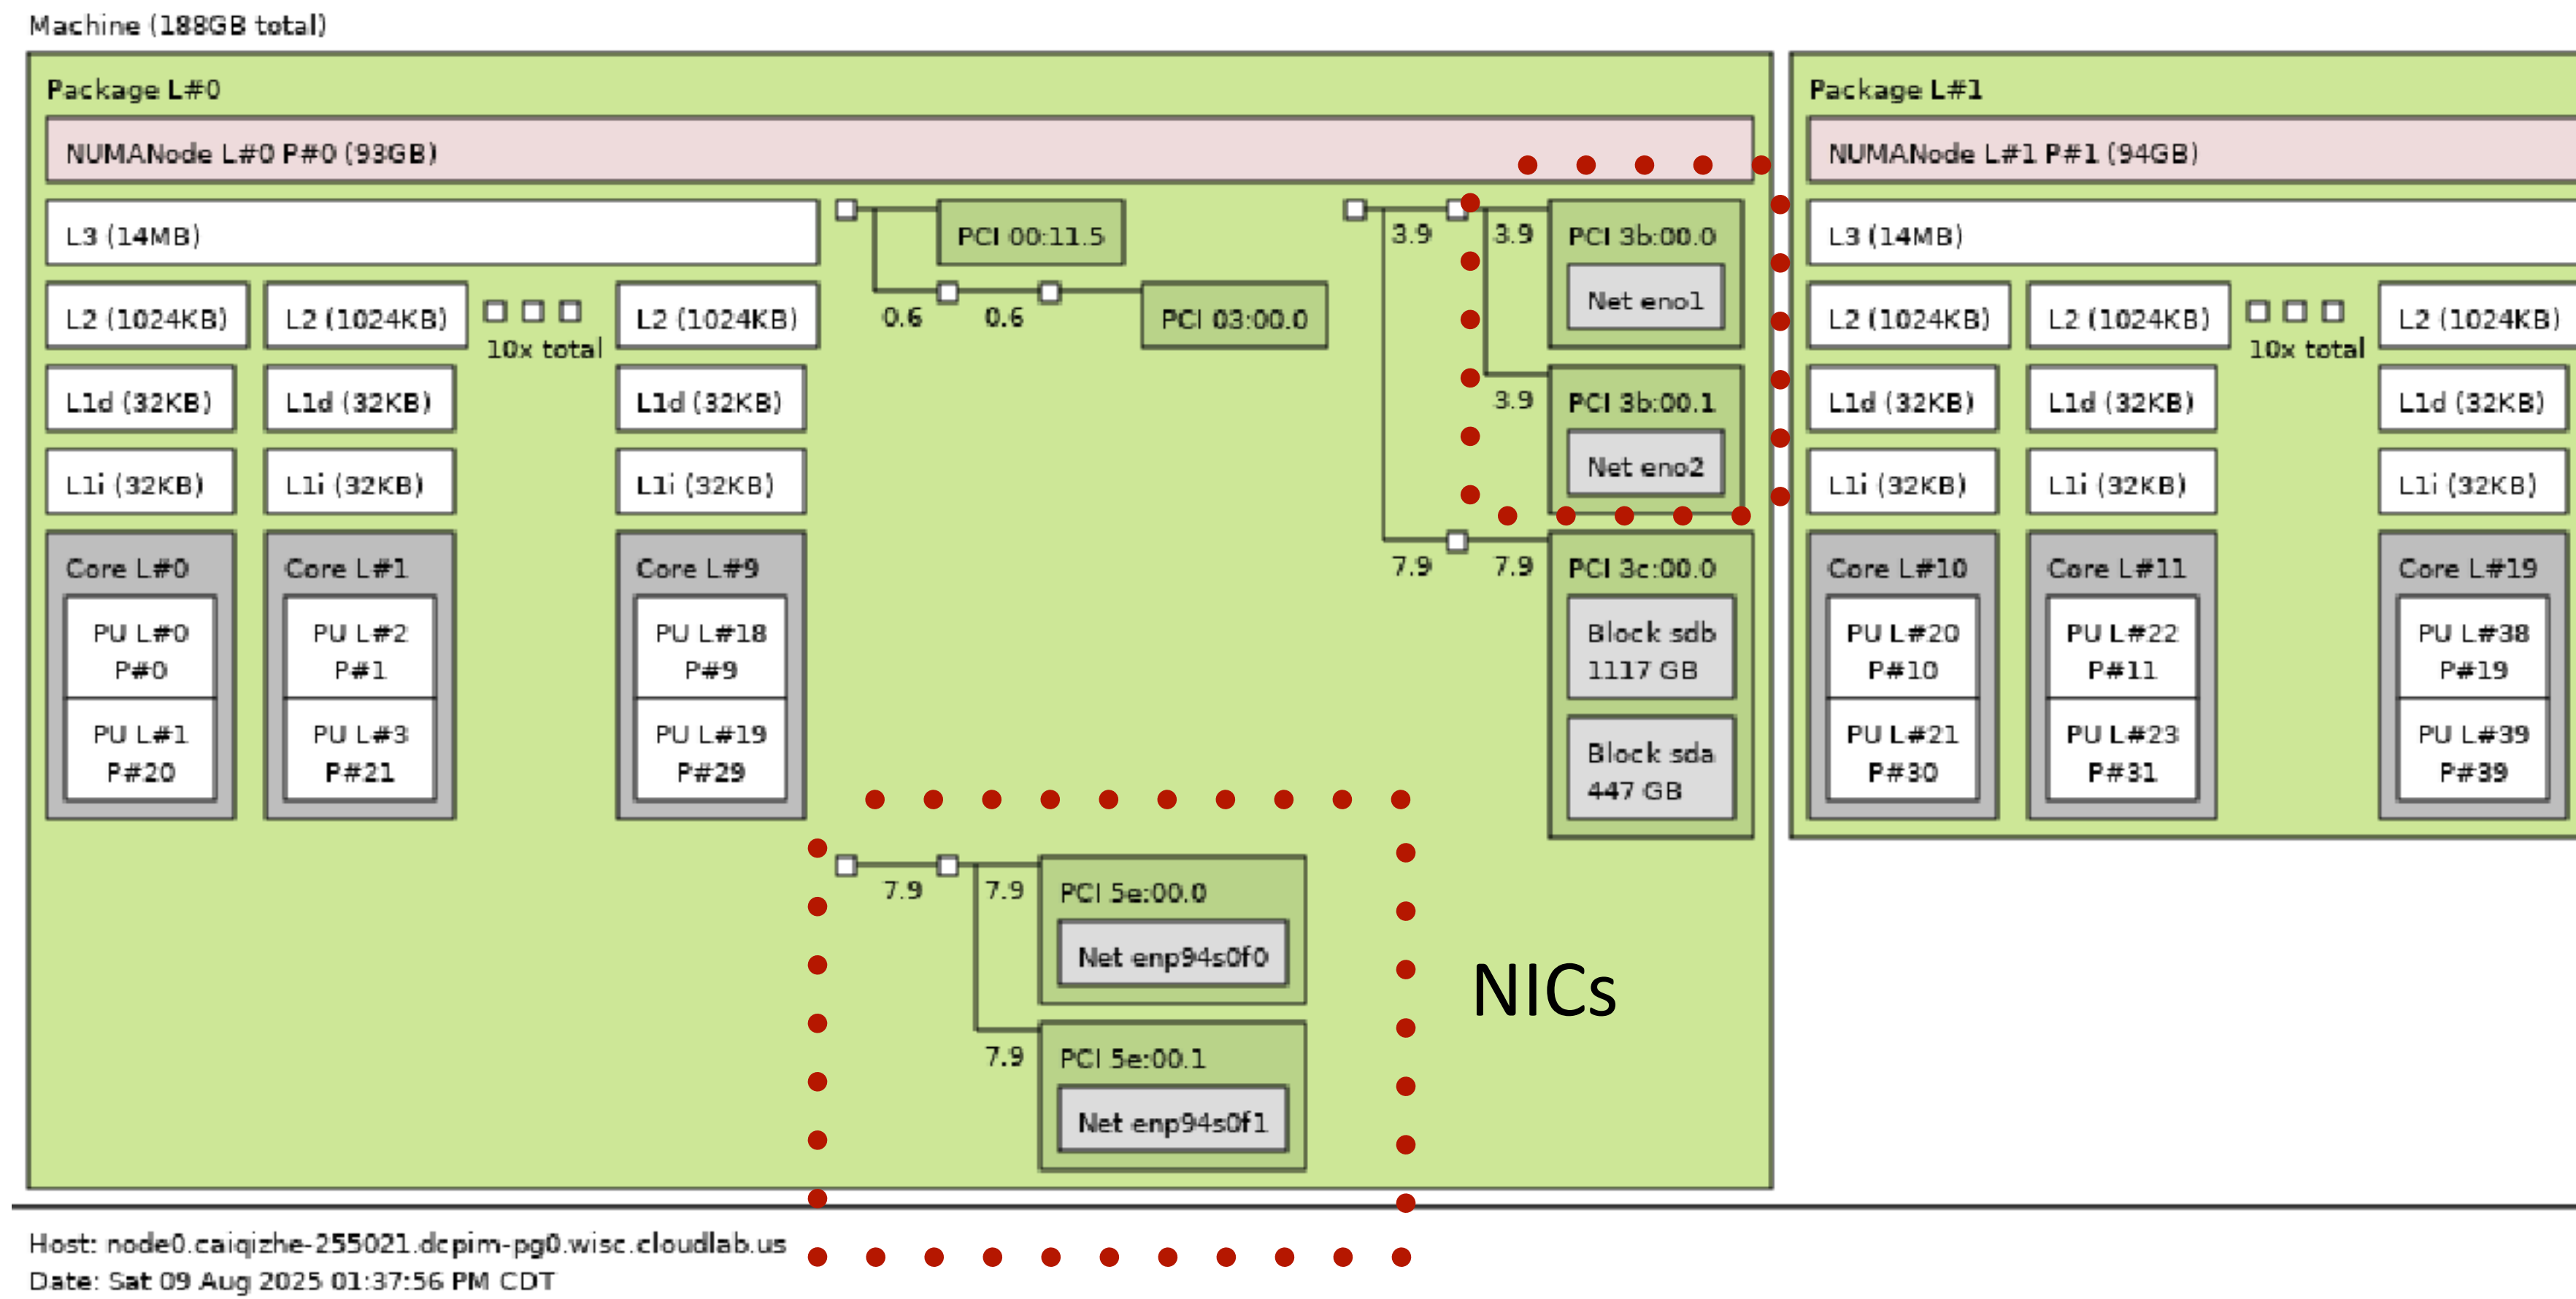 Machine (188GB total)
Package L#0
NUMANode L#0 P#0 (93GB)
L3 (14MB)
L2 (1024KB)
L2 (1024KB)
10x total
L2 (1024KB)
L1d (32KB)
L1d (32KB)
L1d (32KB)
L1i (32KB)
L1i (32KB)
L1i (32KB)
Core L#0
PU L#0
P#0
PU L#1
P#20
Core L#1
PU L#2
P#1
PU L#3
P#21
Core L#9
PU L#18
P#9
PU L#19
P#29
PCI 00:11.5
0.6
0.6
PCI 03:00.0
3.9
3.9
PCI 3b:00.0
Net eno1
3.9
PCI 3b:00.1
Net eno2
7.9
7.9
PCI 3c:00.0
Block sdb
1117 GB
Block sda
447 GB
7.9
7.9
PCI 5e:00.0
Net enp94s0f0
7.9
PCI 5e:00.1
Net enp94s0f1
NICs
Package L#1
NUMANode L#1 P#1 (94GB)
L3 (14MB)
L2 (1024KB)
L2 (1024KB)
10x total
L2 (1024KB)
L1d (32KB)
L1d (32KB)
L1d (32KB)
L1i (32KB)
L1i (32KB)
L1i (32KB)
Core L#10
PU L#20
P#10
PU L#21
P#30
Core L#11
PU L#22
P#11
PU L#23
P#31
Core L#19
PU L#38
P#19
PU L#39
P#39
Host: node0.caiqizhe-255021.dcpim-pg0.wisc.cloudlab.us
Date: Sat 09 Aug 2025 01:37:56 PM CDT